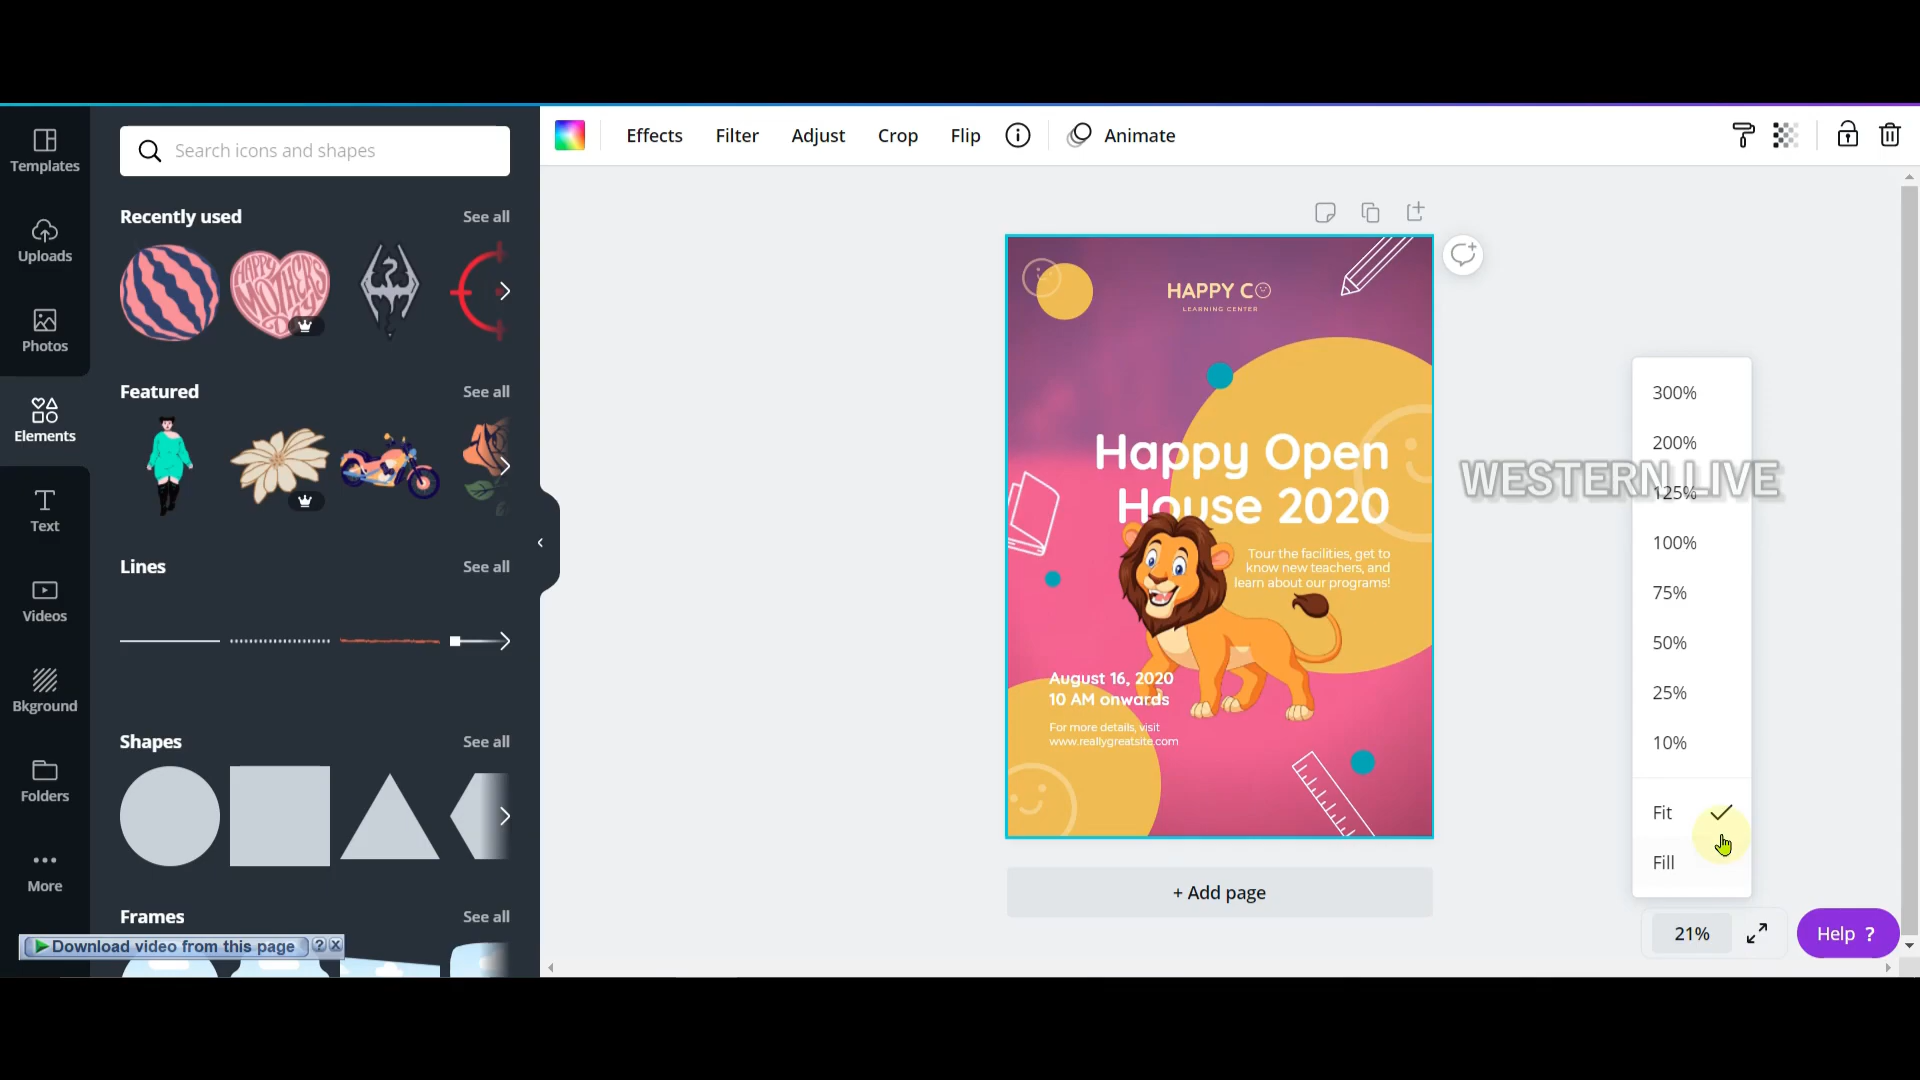 Templates
Uploads
Photos
Elements
Text
Videos
Bkground
Folders
More
Search icons and shapes
Recently used
See all
HAPPY
MOTHERS
DAY
Featured
See all
Lines
See all
Shapes
See all
Frames
See all
Download video from this page ? X
Effects
Filter
Adjust
Crop
Flip
Animate
HAPPY CO
LEARNING CENTER
Happy Open
House 2020
Tour the facilities, get to
know new teachers, and
learn about our programs!
August 16, 2020
10 AM onwards
For more details, visit
www.reallygreatsite.com
+ Add page
WESTERN LIVE
300%
200%
125%
100%
75%
50%
25%
10%
Fit
Fill
21%
Help ?